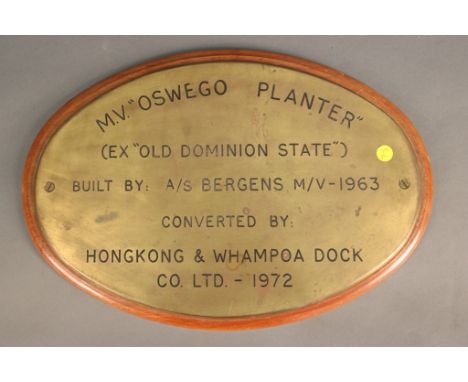 M.V. "OSWEGO PLANTER"
(EX "OLD DOMINION STATE")
BUILT BY: A/S BERGENS M/V-1963
CONVERTED BY:
HONGKONG & WHAMPOA DOCK
CO. LTD. - 1972